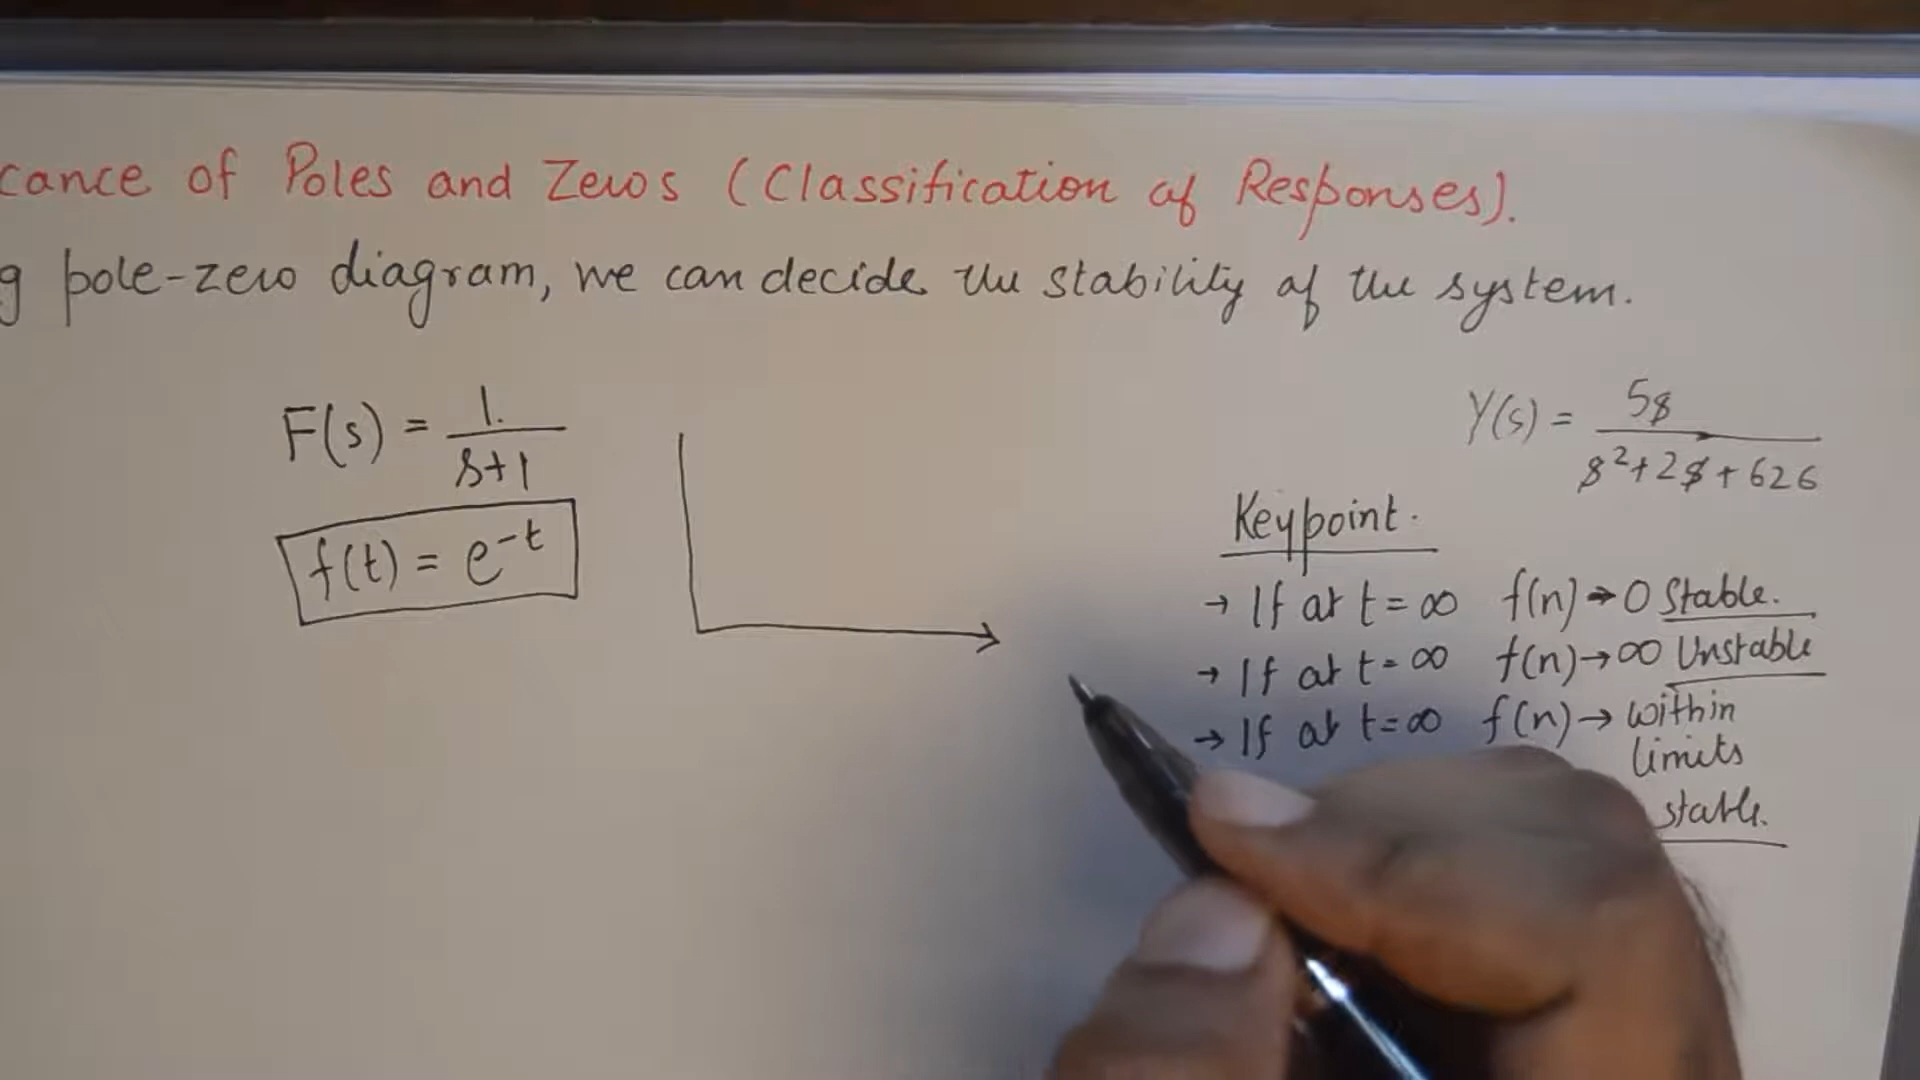 cance of Poles and Zeros (Classification of Responses).
g pole-zero diagram, we can decide the stability of the system.
F(s) = 1/(s+1)
f(t) = e^-t
Y(s) = 5s/(s²+2s+626)
Keypoint.
→ If at t=∞ f(n)→0 Stable.
→ If at t=∞ f(n)→∞ Unstable
→ If at t=∞ f(n)→ within
limits
stable.